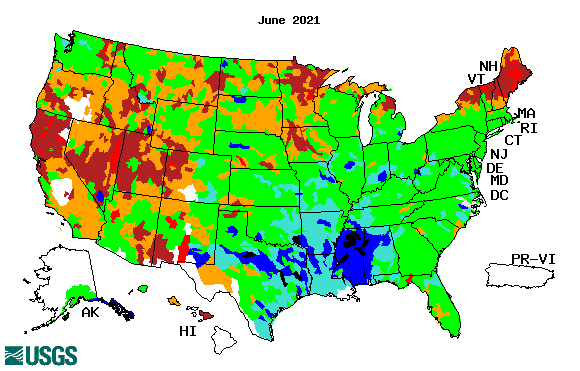 June 2021
NH
VT
MA
RI
CT
NJ
DE
MD
DC
PR-VI
AK
HI
USGS